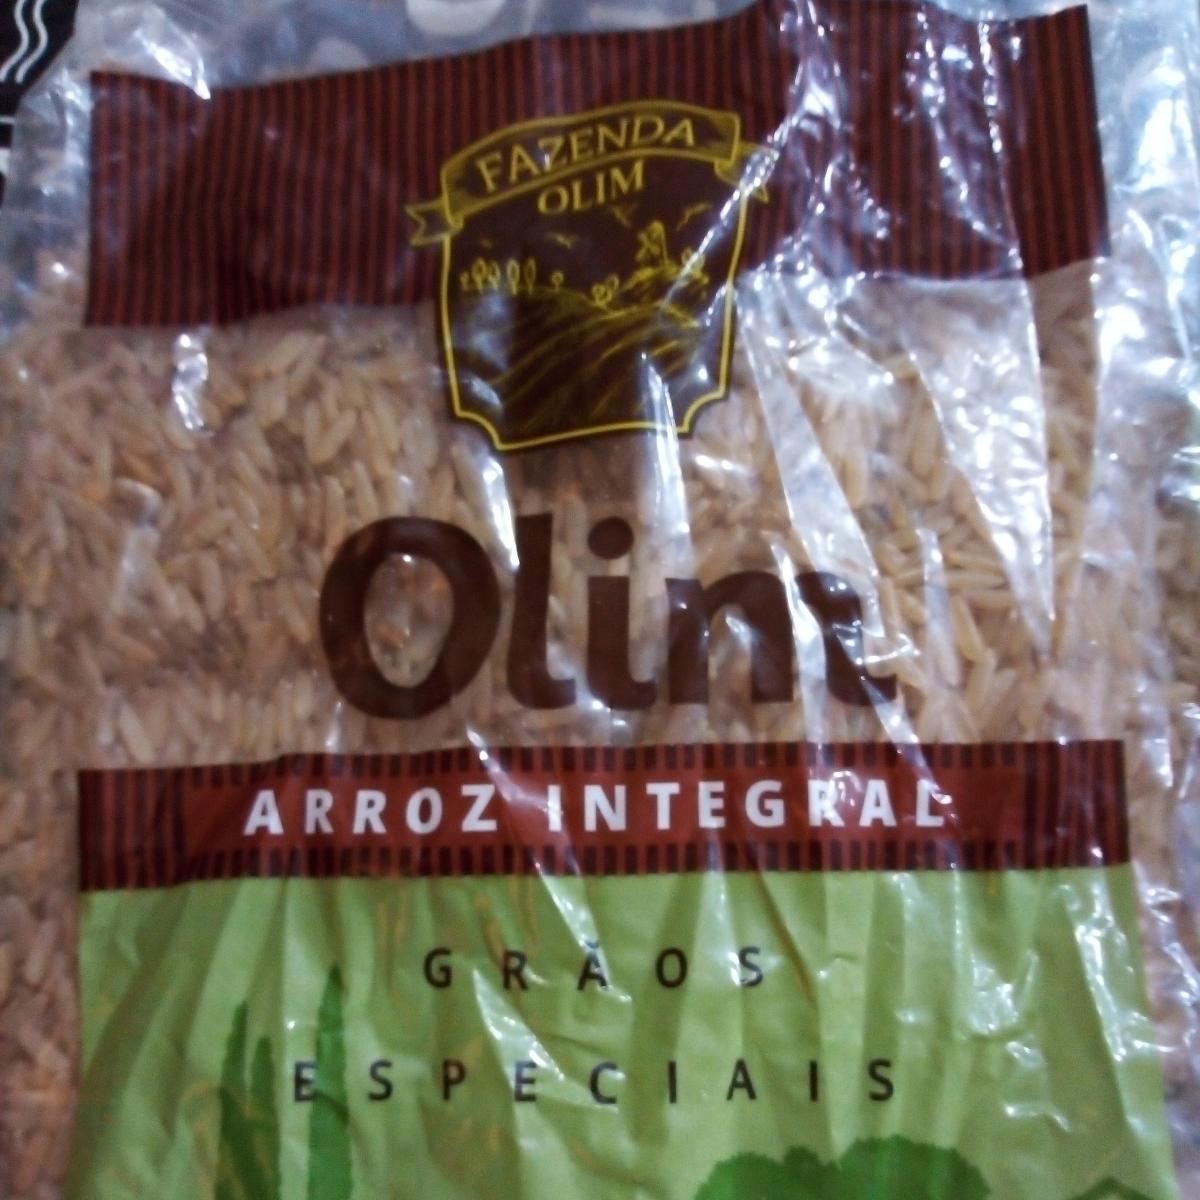 FAZENDA
OLIM
Olim
ARROZ INTEGRAL
GRÃOS
ESPECIAIS